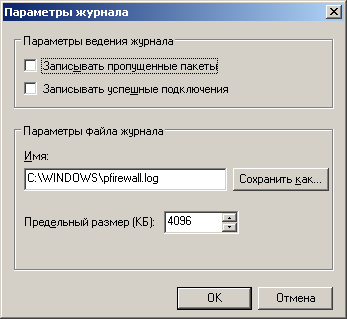 Параметры журнала
Параметры ведения журнала
Записывать пропущенные пакеты
Записывать успешные подключения
Параметры файла журнала
Имя:
C:\WINDOWS\pfirewall.log
Сохранить как...
Предельный размер (КБ):
4096
OK
Отмена